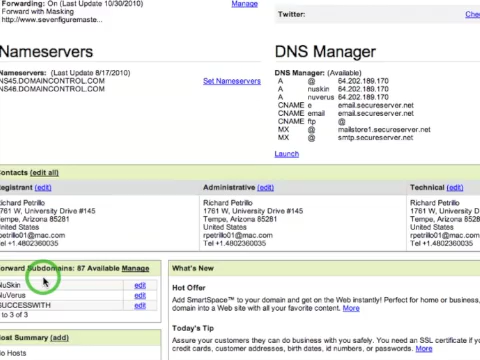 Forwarding: On (Last Update 10/30/2010)
Manage
Forward with Masking
http://www.sevenfiguremaste...
Twitter:
Nameservers
DNS Manager
Nameservers: (Last Update 8/17/2010)
NS45.DOMAINCONTROL.COM
Set Nameservers
NS46.DOMAINCONTROL.COM
DNS Manager: (Available)
A @ 64.202.189.170
A nuskin 64.202.189.170
A nuverus 64.202.189.170
CNAME e email.secureserver.net
CNAME email email.secureserver.net
CNAME ftp @
MX @ mailstore1.secureserver.net
MX @ smtp.secureserver.net
Launch
Contacts (edit all)
Registrant (edit)
Administrative (edit)
Technical (edit)
Richard Petrillo
1761 W, University Drive #145
Tempe, Arizona 85281
United States
rpetrillo01@mac.com
Tel +1.4802360035
Richard Petrillo
1761 W, University Drive #145
Tempe, Arizona 85281
United States
rpetrillo01@mac.com
Tel +1.4802360035
Richard Petrillo
1761 W, University
Tempe, Arizona 85
United States
rpetrillo01@mac.co
Tel +1.4802360035
Forward Subdomains: 87 Available Manage
NuSkin edit
NuVerus edit
SUCCESSWITH edit
to 3 of 3
Host Summary (add)
No Hosts
What's New
Hot Offer
Add SmartSpace™ to your domain and get on the Web instantly! Perfect for home or business,
domain into a Web site with all your favorite content. More
Today's Tip
Assure your customers they can do business with you safely. You need an SSL certificate if yo
credit cards, customer addresses, birth dates, id numbers, or passwords. More